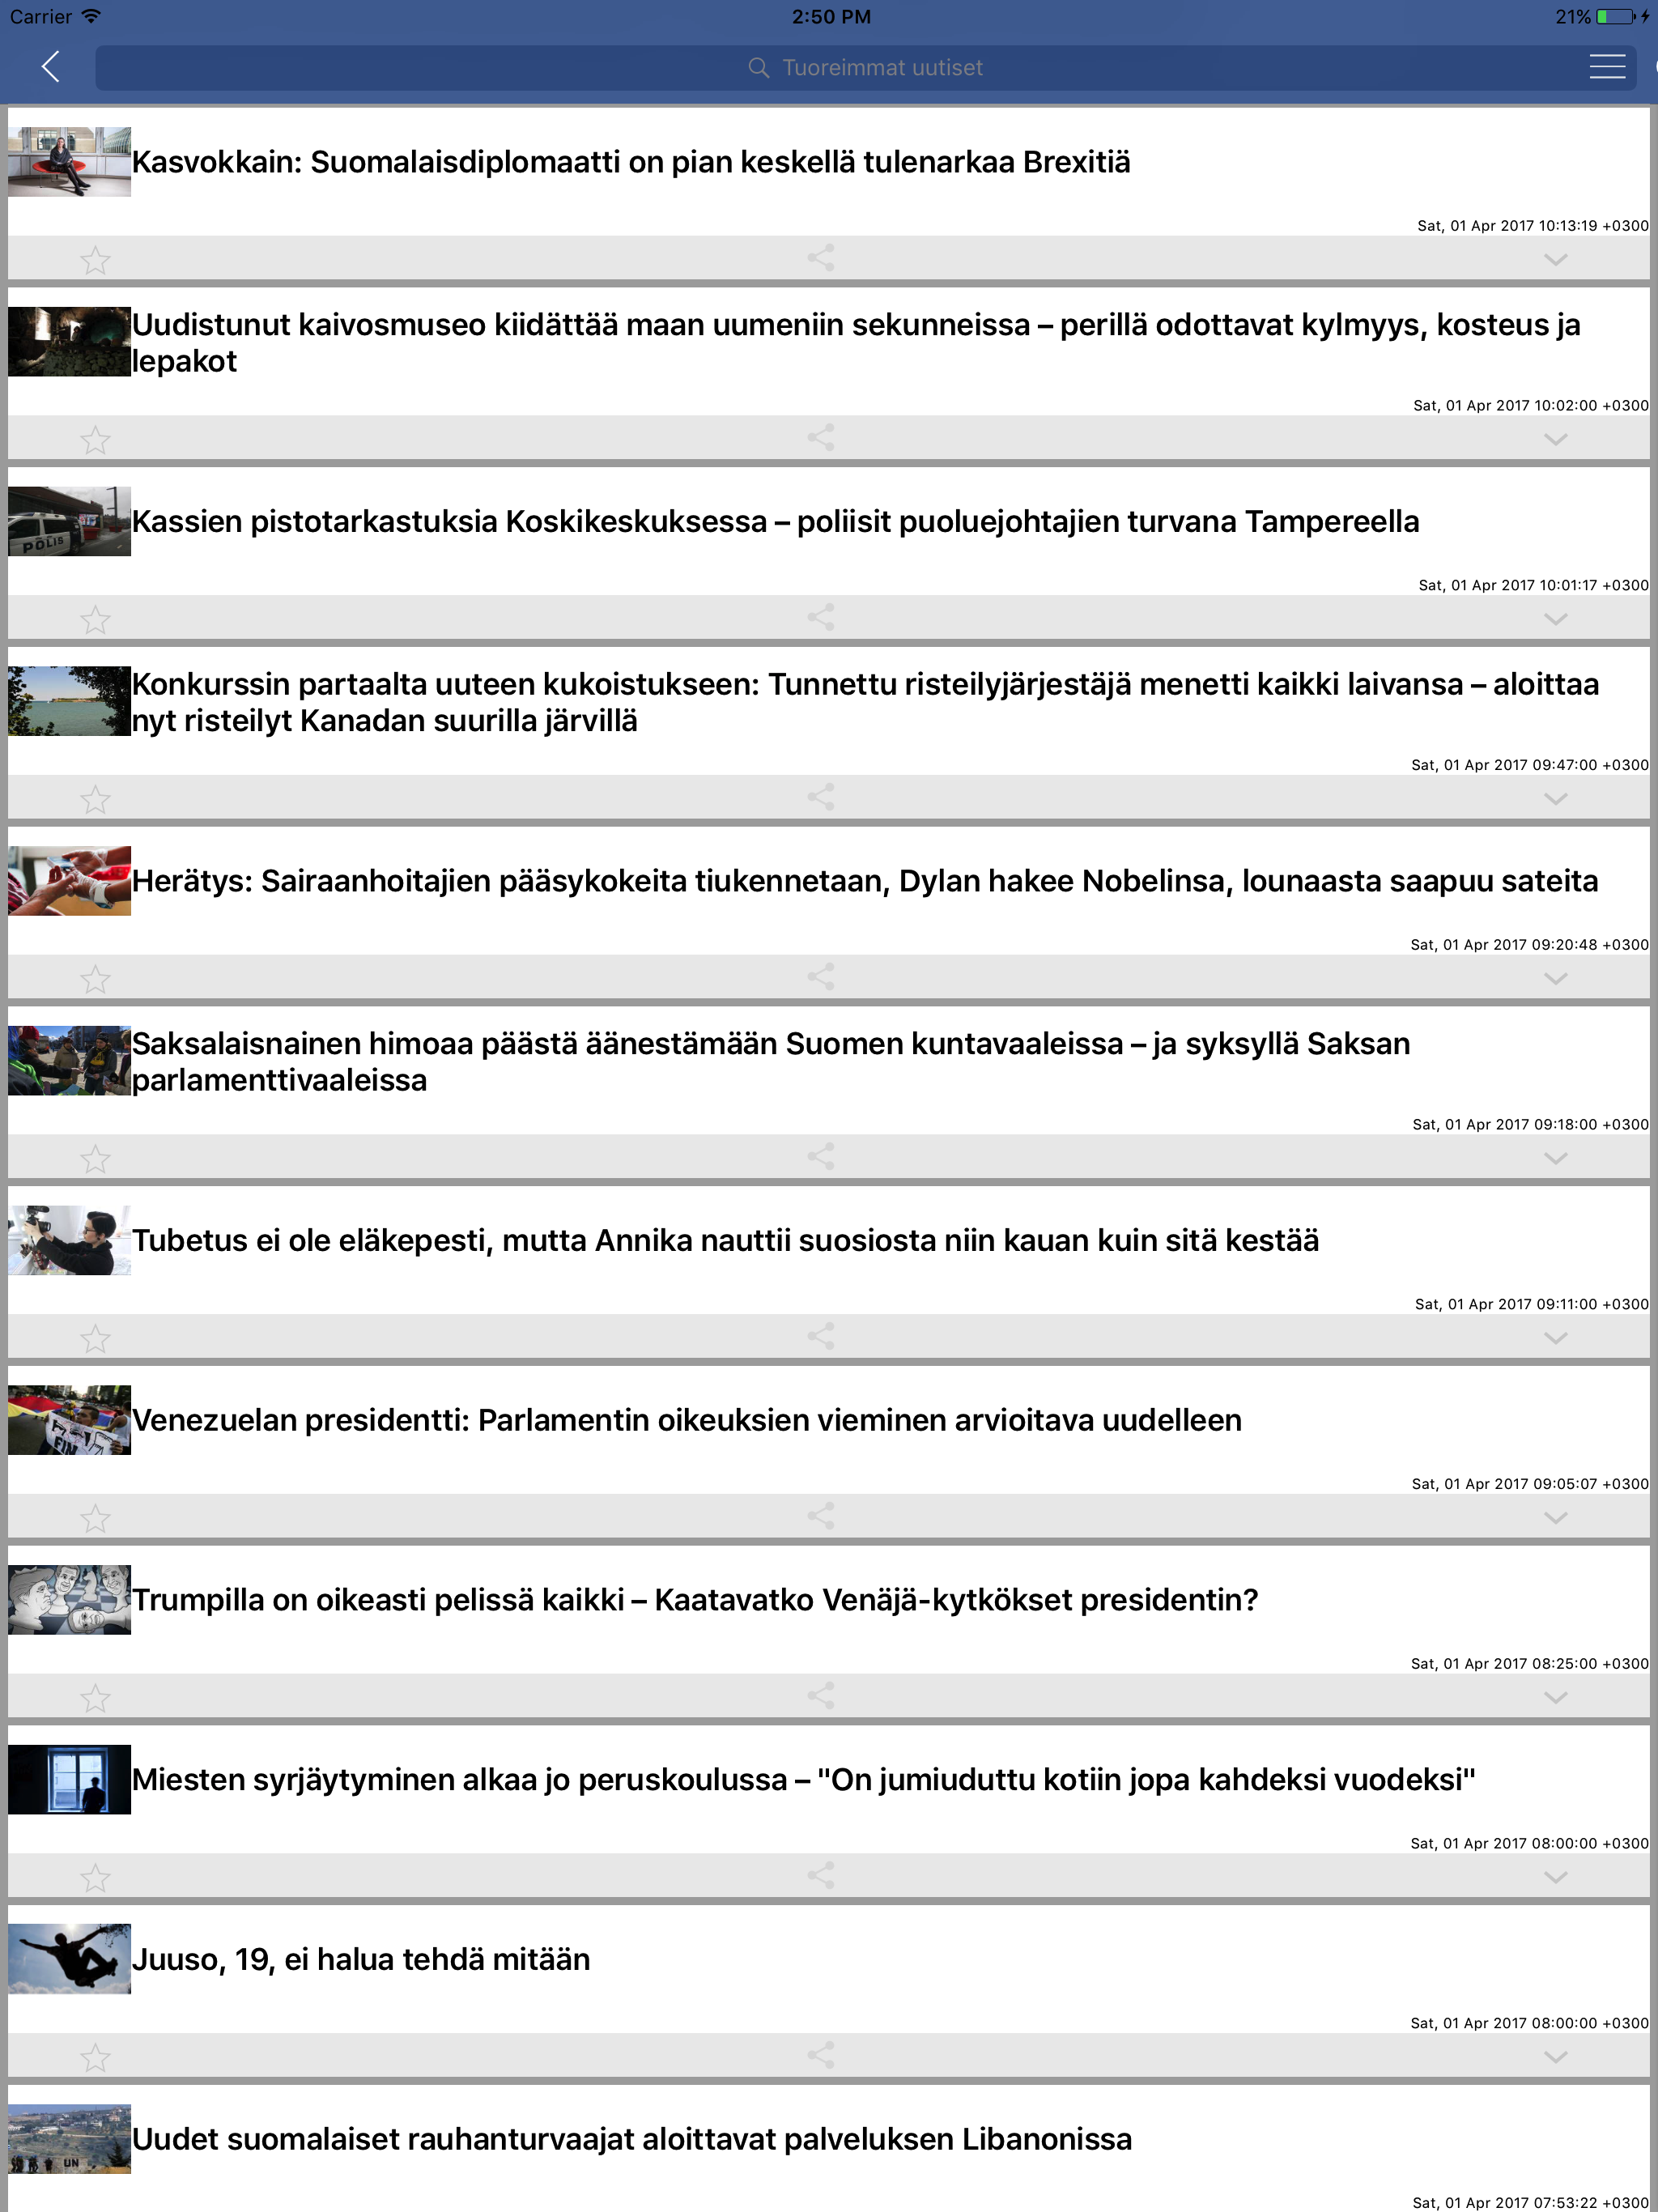 Carrier 2:50 PM 21%
Tuoreimmat uutiset
Kasvokkain: Suomalaisdiplomaatti on pian keskellä tulenarkaa Brexitiä
Sat, 01 Apr 2017 10:13:19 +0300
Uudistunut kaivosmuseo kiidättää maan uumeniin sekunneissa – perillä odottavat kylmyys, kosteus ja
lepakot
Sat, 01 Apr 2017 10:02:00 +0300
POLIS
Kassien pistotarkastuksia Koskikeskuksessa – poliisit puoluejohtajien turvana Tampereella
Sat, 01 Apr 2017 10:01:17 +0300
Konkurssin partaalta uuteen kukoistukseen: Tunnettu risteilyjärjestäjä menetti kaikki laivansa – aloittaa
nyt risteilyt Kanadan suurilla järvillä
Sat, 01 Apr 2017 09:47:00 +0300
Herätys: Sairaanhoitajien pääsykokeita tiukennetaan, Dylan hakee Nobelinsa, lounaasta saapuu sateita
Sat, 01 Apr 2017 09:20:48 +0300
Saksalaisnainen himoaa päästä äänestämään Suomen kuntavaaleissa – ja syksyllä Saksan
parlamenttivaaleissa
Sat, 01 Apr 2017 09:18:00 +0300
Tubetus ei ole eläkepesti, mutta Annika nauttii suosiosta niin kauan kuin sitä kestää
Sat, 01 Apr 2017 09:11:00 +0300
FIN
Venezuelan presidentti: Parlamentin oikeuksien vieminen arvioitava uudelleen
Sat, 01 Apr 2017 09:05:07 +0300
Trumpilla on oikeasti pelissä kaikki – Kaatavatko Venäjä-kytkökset presidentin?
Sat, 01 Apr 2017 08:25:00 +0300
Miesten syrjäytyminen alkaa jo peruskoulussa – "On jumiuduttu kotiin jopa kahdeksi vuodeksi"
Sat, 01 Apr 2017 08:00:00 +0300
Juuso, 19, ei halua tehdä mitään
Sat, 01 Apr 2017 08:00:00 +0300
UN
Uudet suomalaiset rauhanturvaajat aloittavat palveluksen Libanonissa
Sat, 01 Apr 2017 07:53:22 +0300